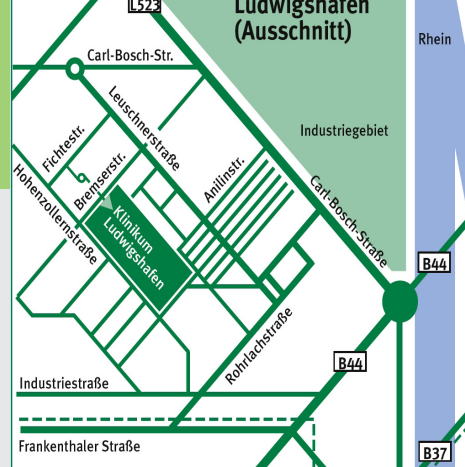 L523
Ludwigshafen
(Ausschnitt)
Rhein
Carl-Bosch-Str.
Leuschnerstraße
Industriegebiet
Fichtestr.
Bremserstr.
Anilinstr.
Hohenzollernstraße
Klinikum
Ludwigshafen
Carl-Bosch-Straße
B44
Rohrlachstraße
B44
Industriestraße
Frankenthaler Straße
B37